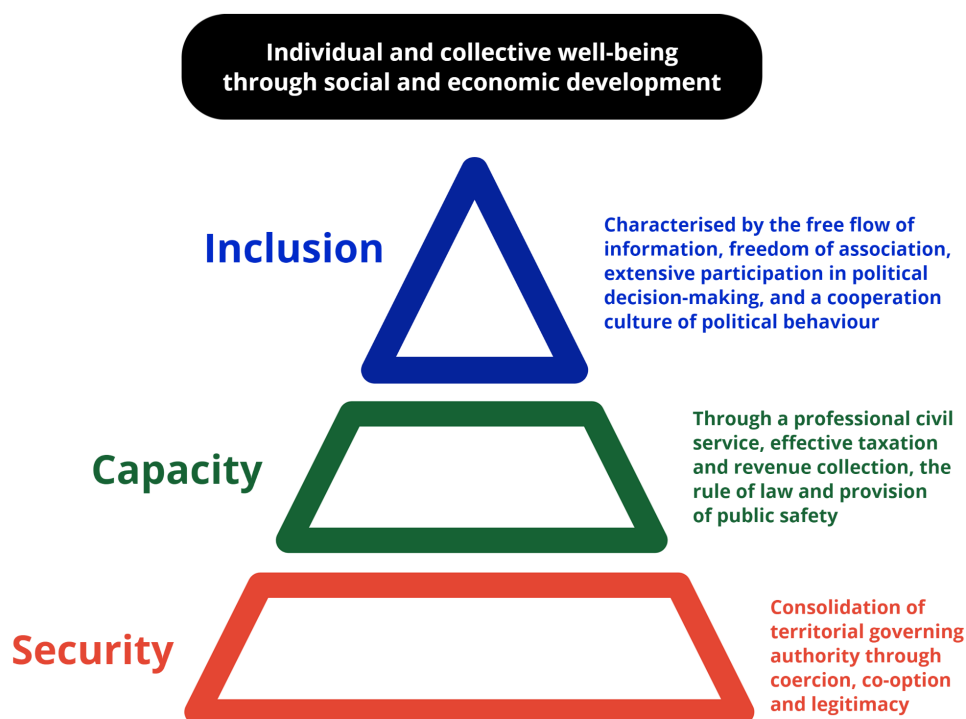 Individual and collective well-being
through social and economic development
Inclusion
Characterised by the free flow of
information, freedom of association,
extensive participation in political
decision-making, and a cooperation
culture of political behaviour
Capacity
Through a professional civil
service, effective taxation
and revenue collection, the
rule of law and provision
of public safety
Security
Consolidation of
territorial governing
authority through
coercion, co-option
and legitimacy